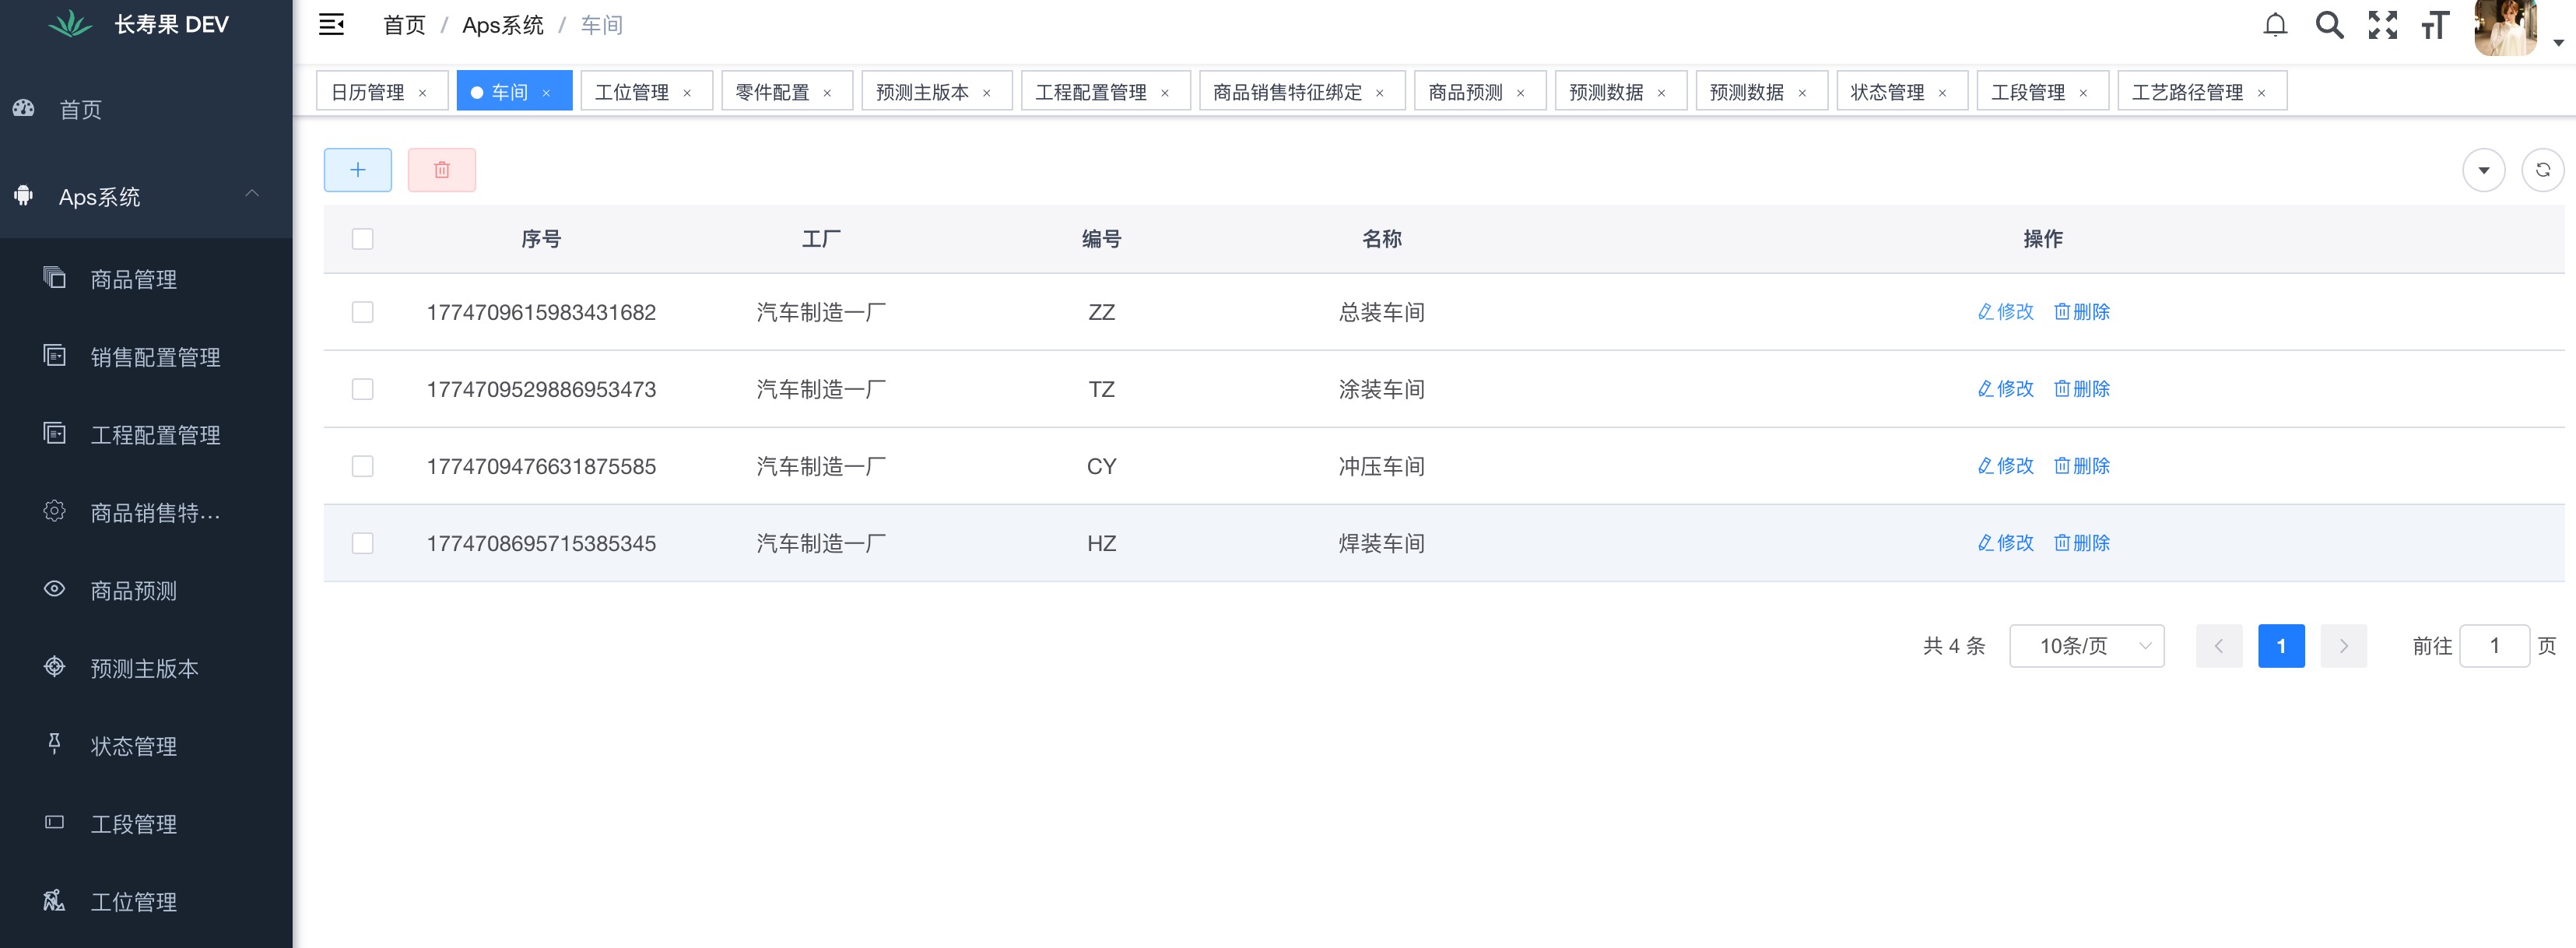 长寿果 DEV
首页 / Aps系统 / 车间
日历管理 × 车间 × 工位管理 × 零件配置 × 预测主版本 × 工程配置管理 × 商品销售特征绑定 × 商品预测 × 预测数据 × 预测数据 × 状态管理 × 工段管理 × 工艺路径管理 ×
首页
Aps系统
商品管理
销售配置管理
工程配置管理
商品销售特...
商品预测
预测主版本
状态管理
工段管理
工位管理
序号 工厂 编号 名称 操作
1774709615983431682 汽车制造一厂 ZZ 总装车间 修改 删除
1774709529886953473 汽车制造一厂 TZ 涂装车间 修改 删除
1774709476631875585 汽车制造一厂 CY 冲压车间 修改 删除
1774708695715385345 汽车制造一厂 HZ 焊装车间 修改 删除
共 4 条 10条/页 1 前往 1 页